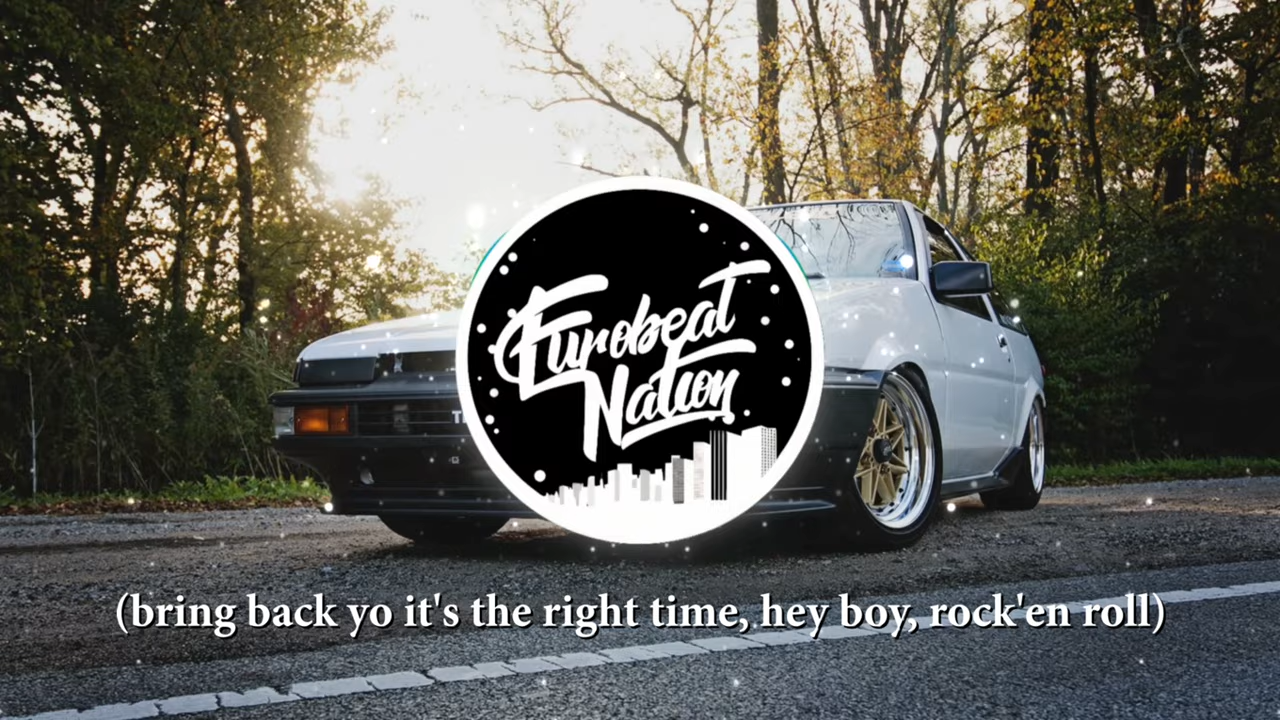 Eurobeat
Nation
(bring back yo it's the right time, hey boy, rock'en roll)